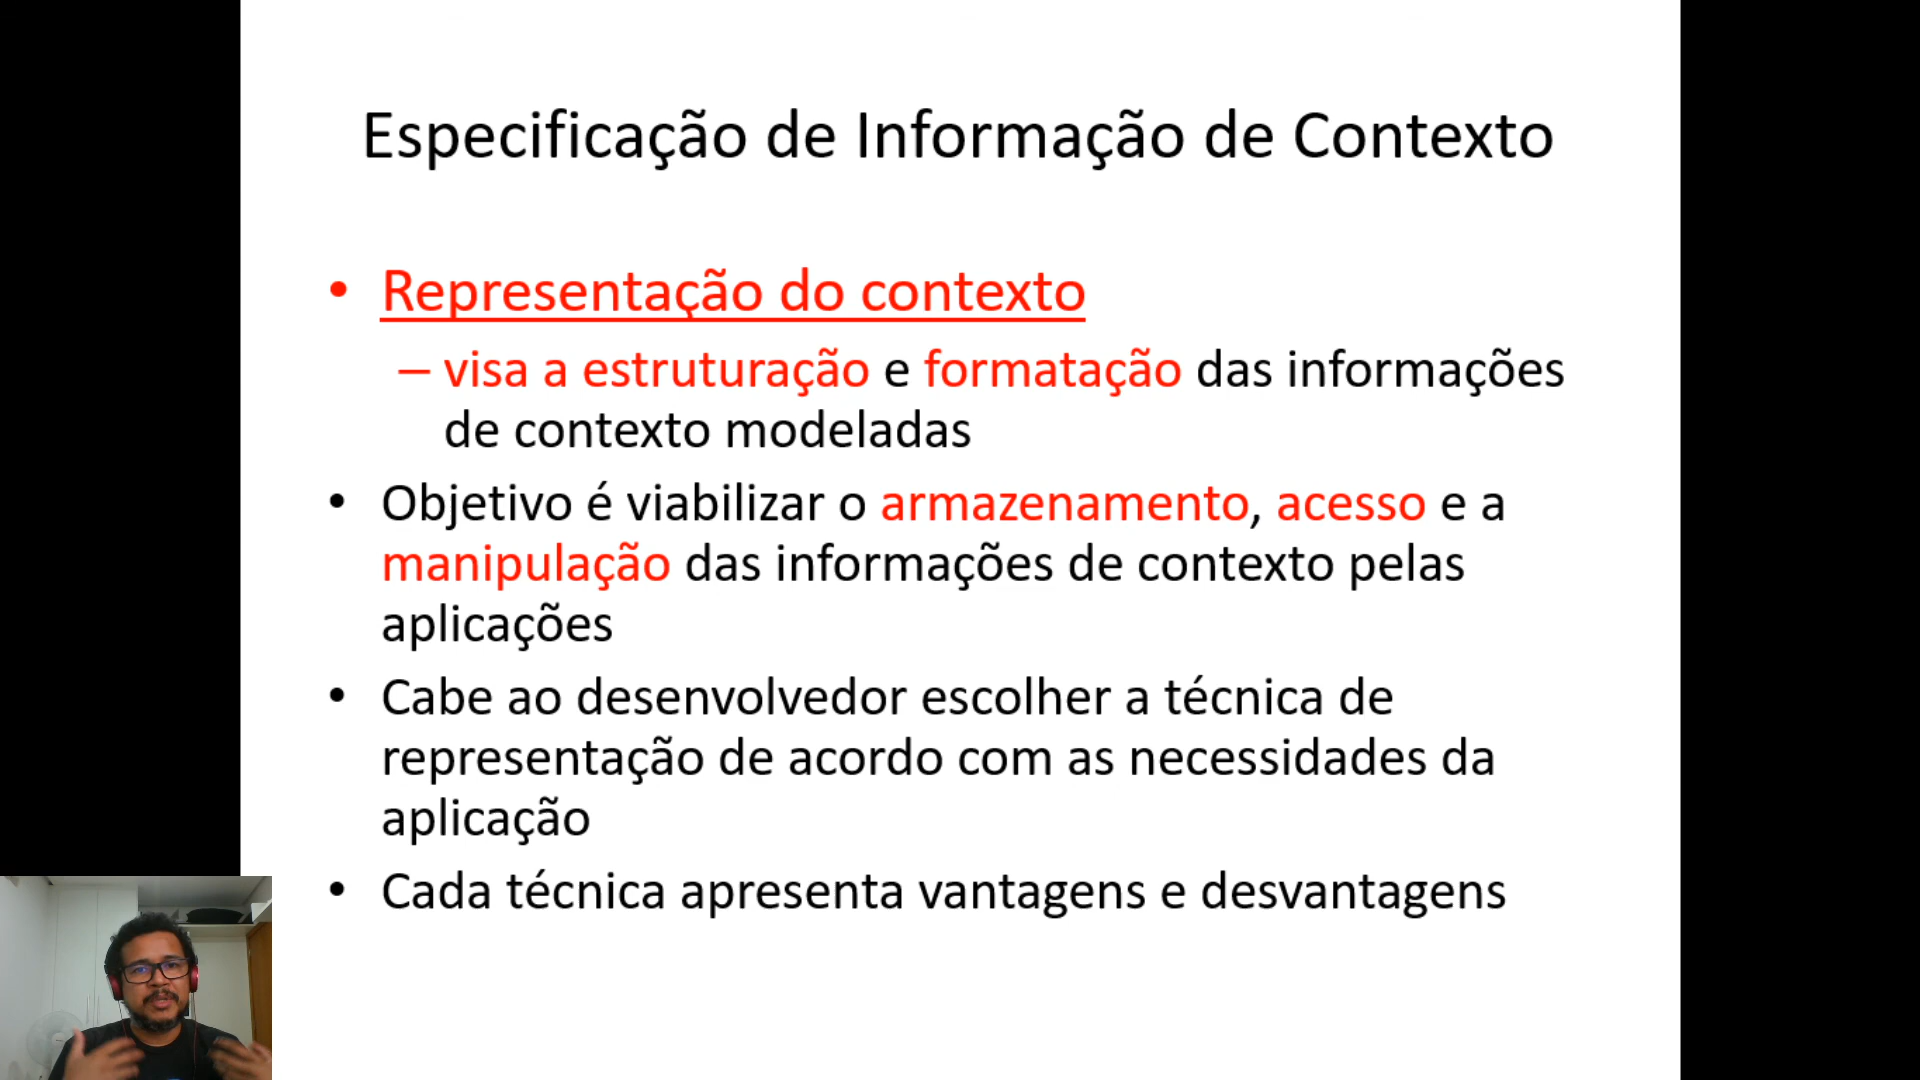 Especificação de Informação de Contexto
• Representação do contexto
– visa a estruturação e formatação das informações
de contexto modeladas
• Objetivo é viabilizar o armazenamento, acesso e a
manipulação das informações de contexto pelas
aplicações
• Cabe ao desenvolvedor escolher a técnica de
representação de acordo com as necessidades da
aplicação
• Cada técnica apresenta vantagens e desvantagens